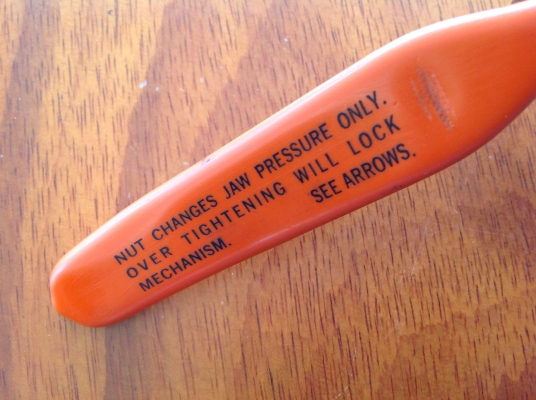 NUT CHANGES JAW PRESSURE ONLY.
OVER TIGHTENING WILL LOCK
MECHANISM. SEE ARROWS.